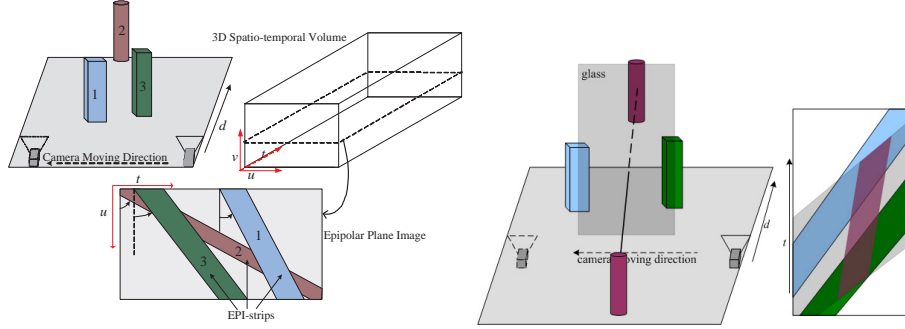 2
3D Spatio-temporal Volume
1
3
d
Camera Moving Direction
v
t
u
t
u
1
2
3
Epipolar Plane Image
EPI-strips
glass
d
camera moving direction
t